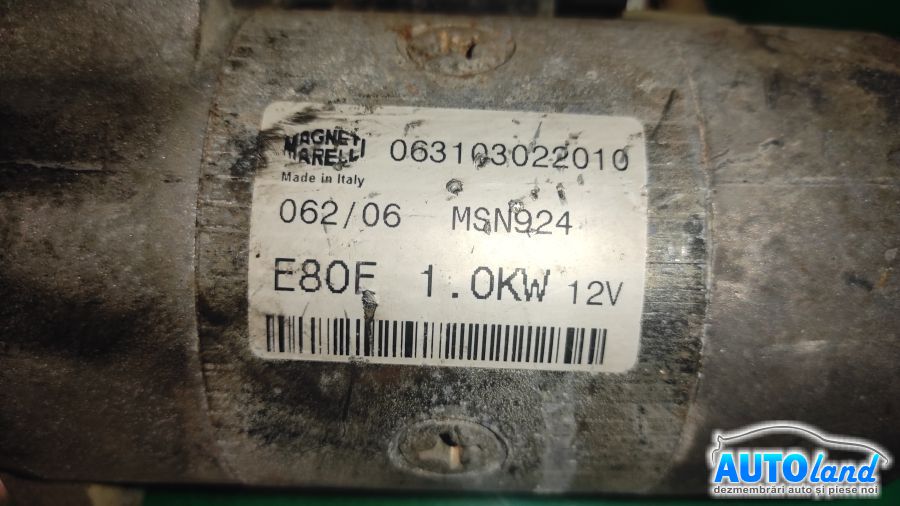 MAGNETI
MARELLI
063103022010
Made in Italy
062/06 MSN924
E80E 1.0KW 12V
AUTOland
dezmembrări auto și piese noi